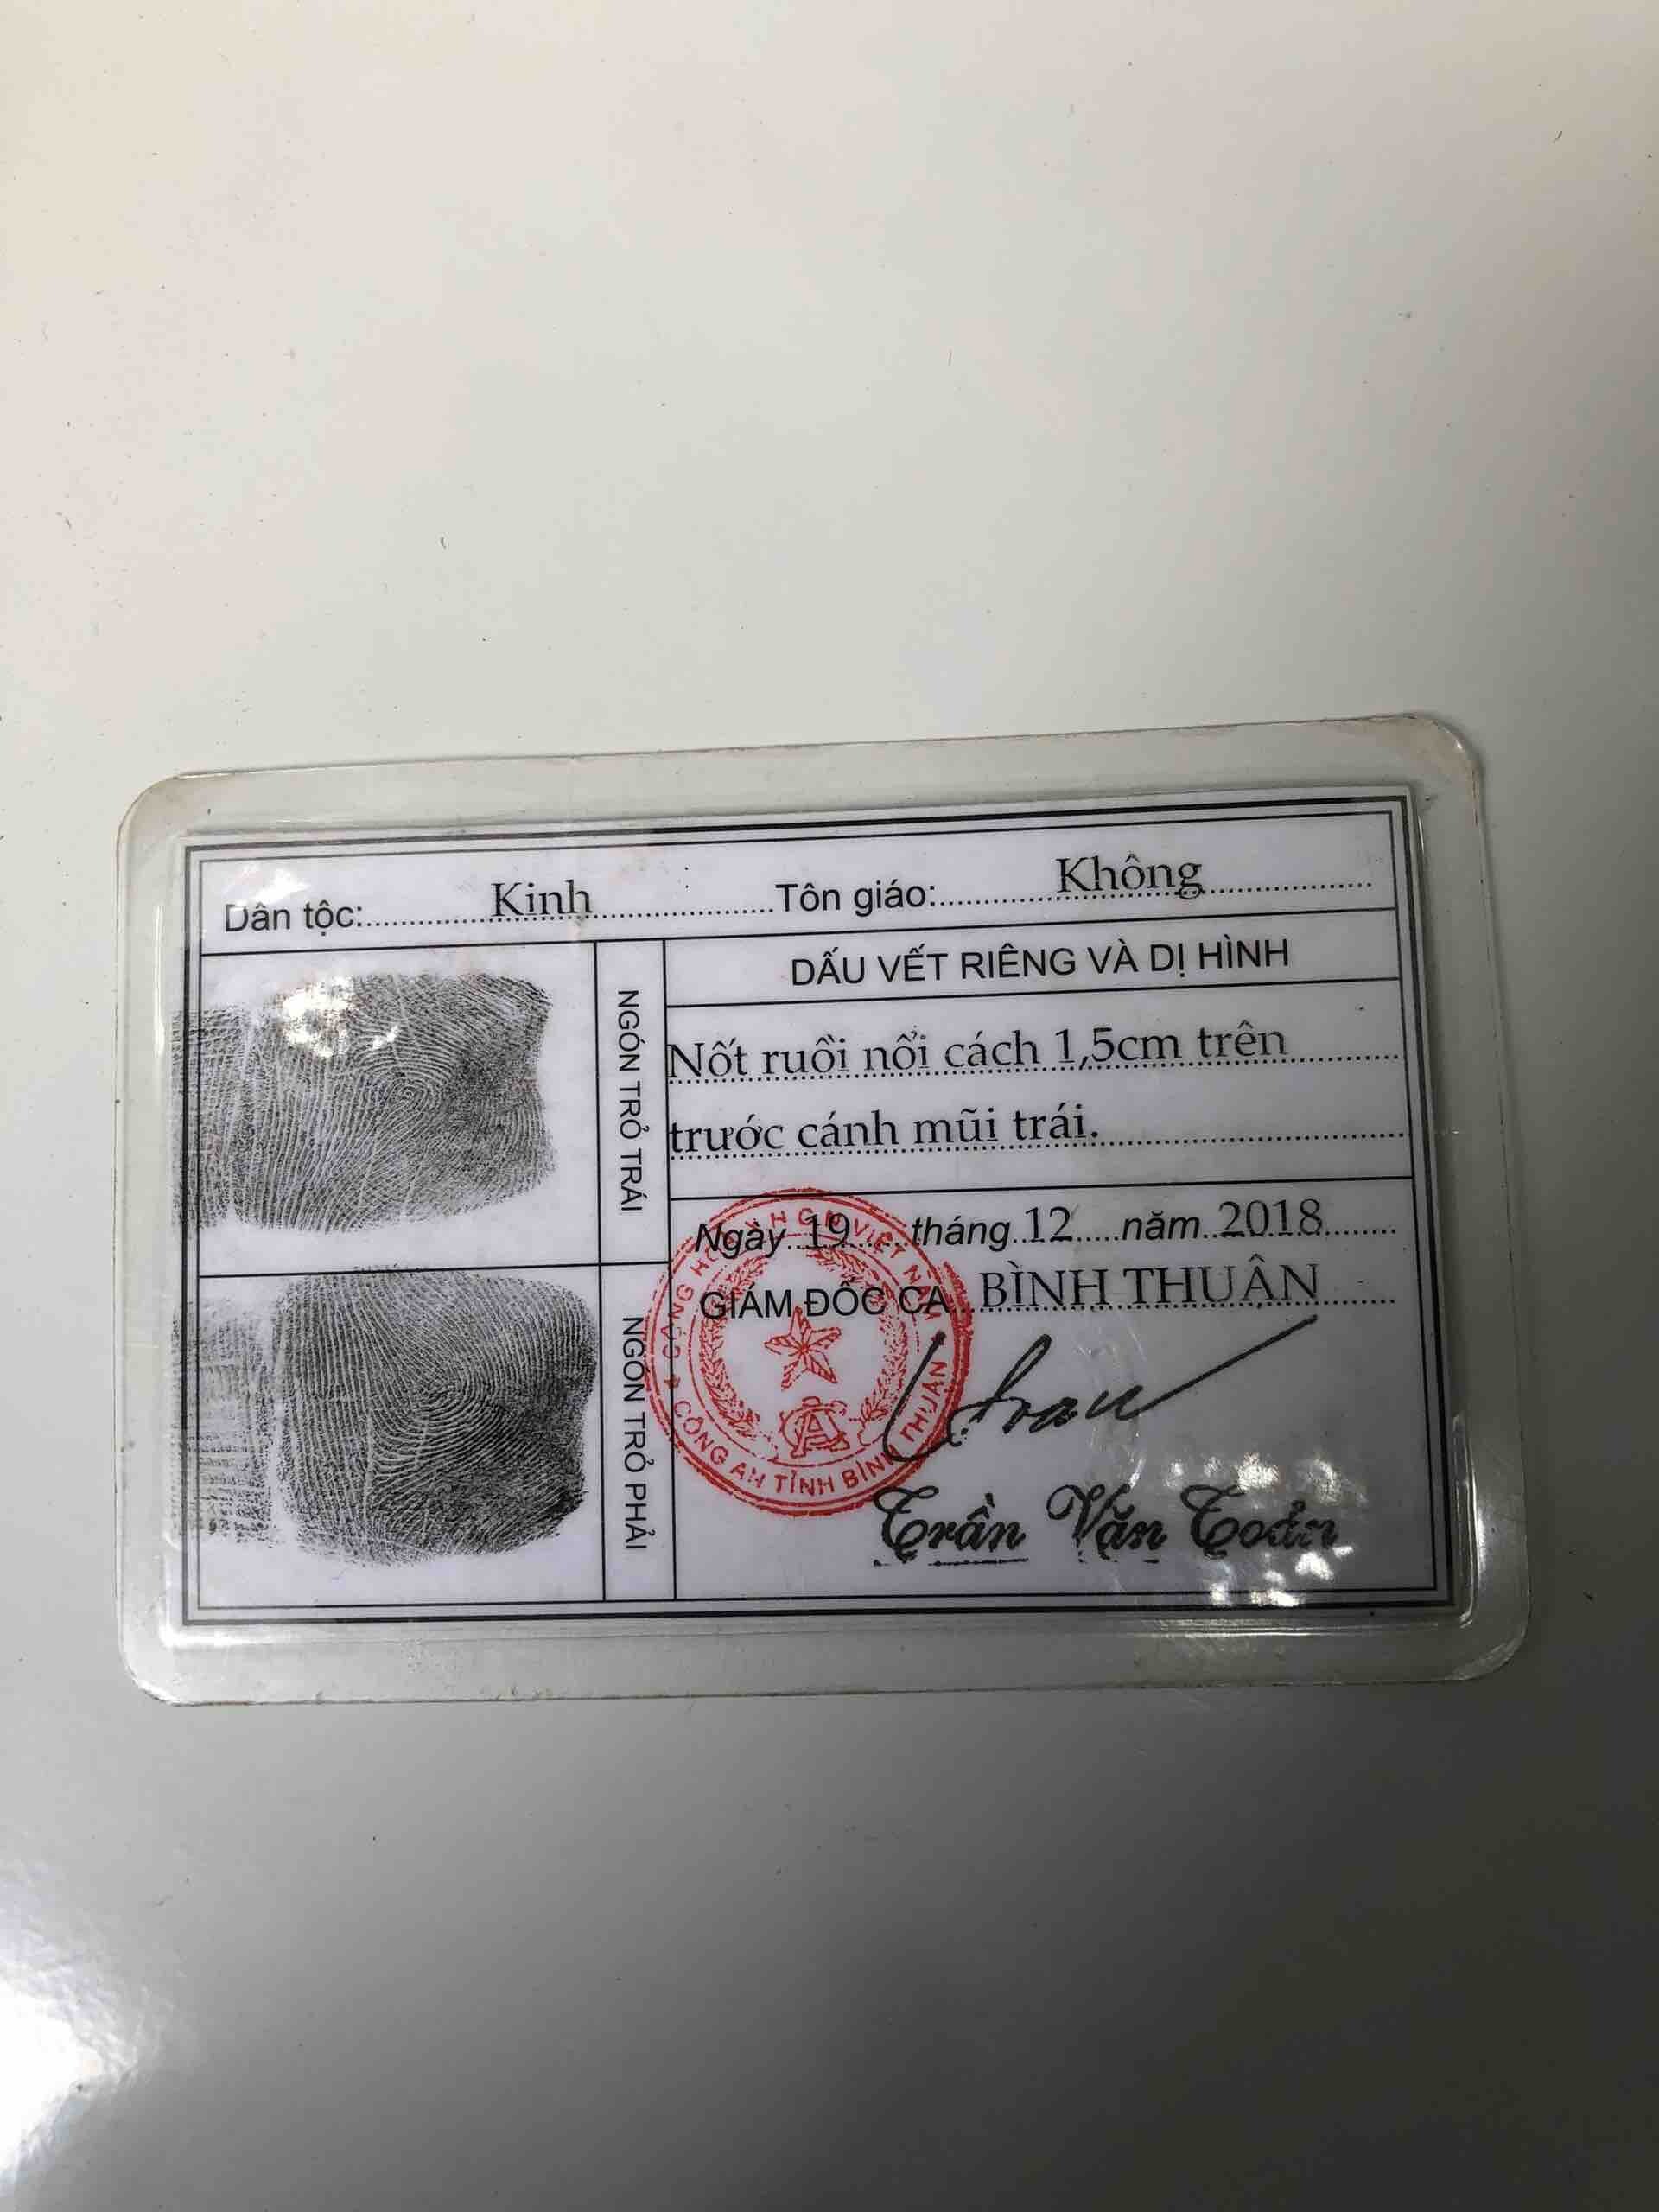 Dân tộc: Kinh Tôn giáo: Không
NGÓN TRỎ TRÁI
DẤU VẾT RIÊNG VÀ DỊ HÌNH
Nốt ruồi nổi cách 1,5cm trên
trước cánh mũi trái.
NGÓN TRỎ PHẢI
Ngày 19 tháng 12 năm 2018
GIÁM ĐỐC CA BÌNH THUẬN
CÔNG AN TỈNH BÌNH THUẬN
Trần Văn Toản